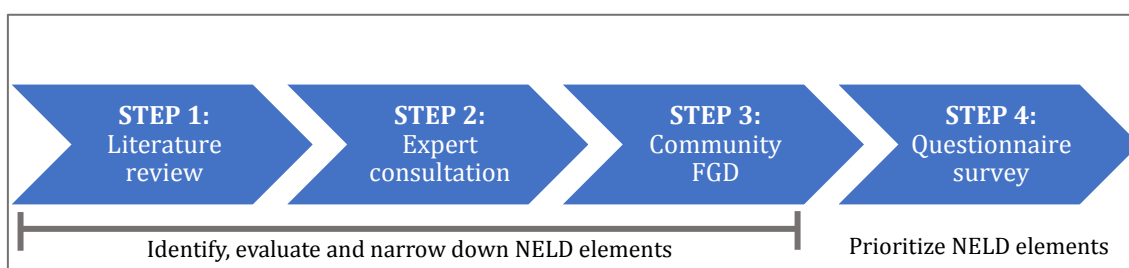 STEP 1:
Literature
review
STEP 2:
Expert
consultation
STEP 3:
Community
FGD
STEP 4:
Questionnaire
survey
Identify, evaluate and narrow down NELD elements
Prioritize NELD elements